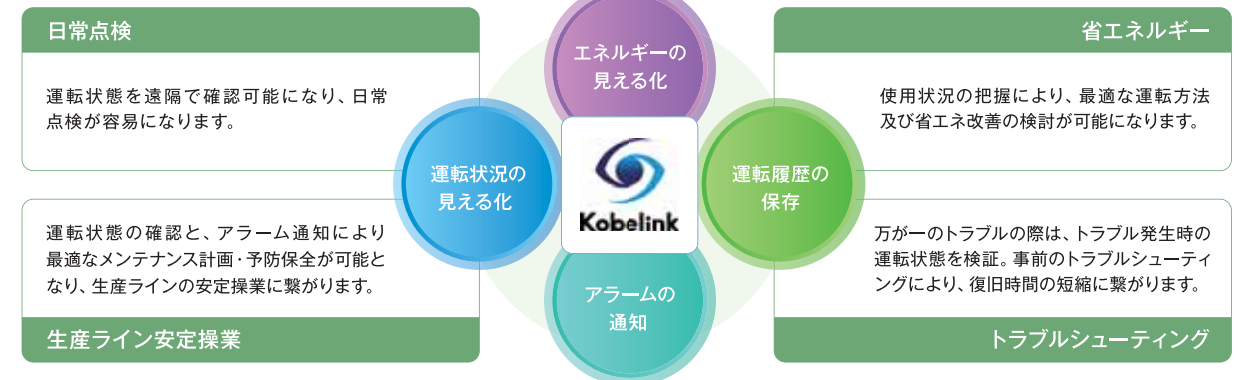 日常点検
運転状態を遠隔で確認可能になり、日常
点検が容易になります。
エネルギーの
見える化
省エネルギー
使用状況の把握により、最適な運転方法
及び省エネ改善の検討が可能になります。
運転状況の
見える化
Kobelink
運転履歴の
保存
運転状態の確認と、アラーム通知により
最適なメンテナンス計画・予防保全が可能と
なり、生産ラインの安定操業に繋がります。
生産ライン安定操業
アラームの
通知
万が一のトラブルの際は、トラブル発生時の
運転状態を検証。事前のトラブルシューティ
ングにより、復旧時間の短縮に繋がります。
トラブルシューティング